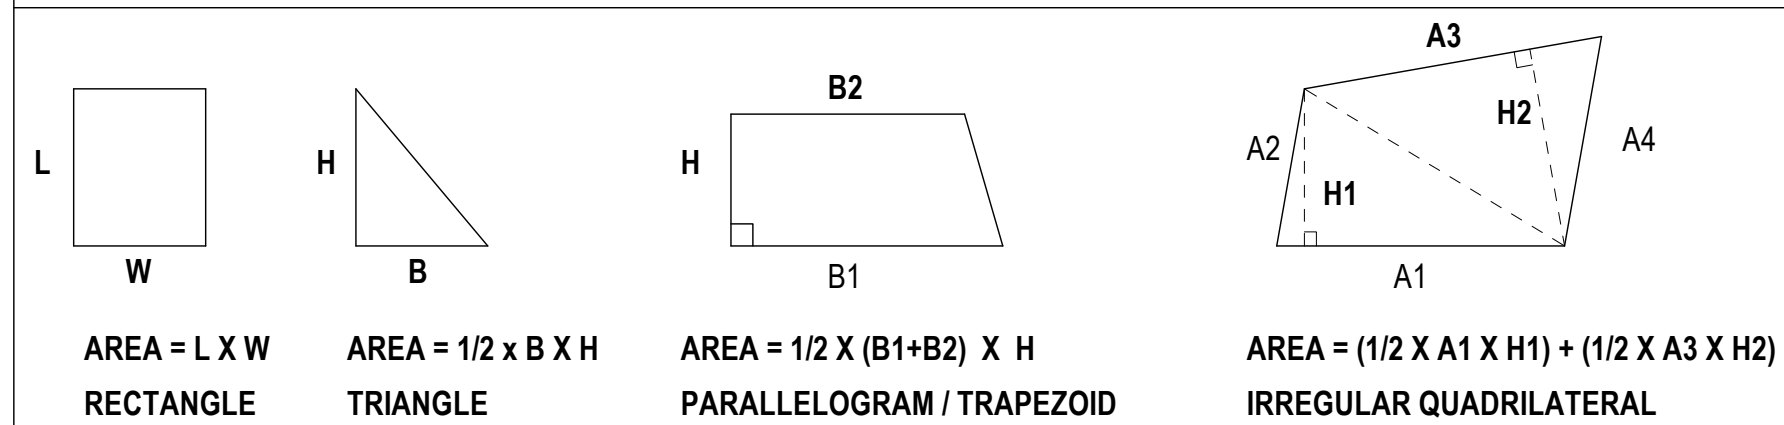 L
W
AREA = L X W
RECTANGLE
H
B
AREA = 1/2 x B X H
TRIANGLE
B2
H
B1
AREA = 1/2 X (B1+B2) X H
PARALLELOGRAM / TRAPEZOID
A3
H2
A2
A4
H1
A1
AREA = (1/2 X A1 X H1) + (1/2 X A3 X H2)
IRREGULAR QUADRILATERAL